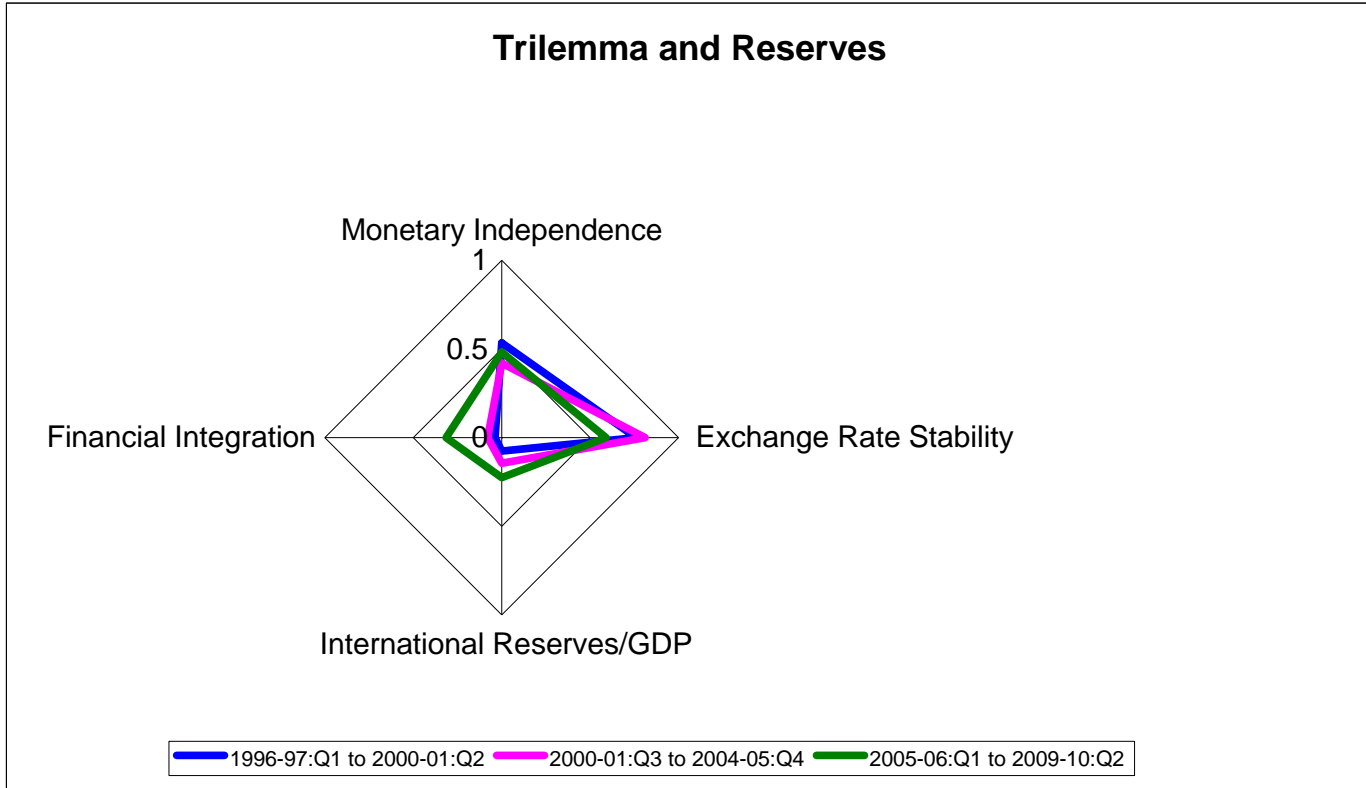 Trilemma and Reserves
Monetary Independence
1
0.5
Financial Integration
0
Exchange Rate Stability
International Reserves/GDP
1996-97:Q1 to 2000-01:Q2
2000-01:Q3 to 2004-05:Q4
2005-06:Q1 to 2009-10:Q2